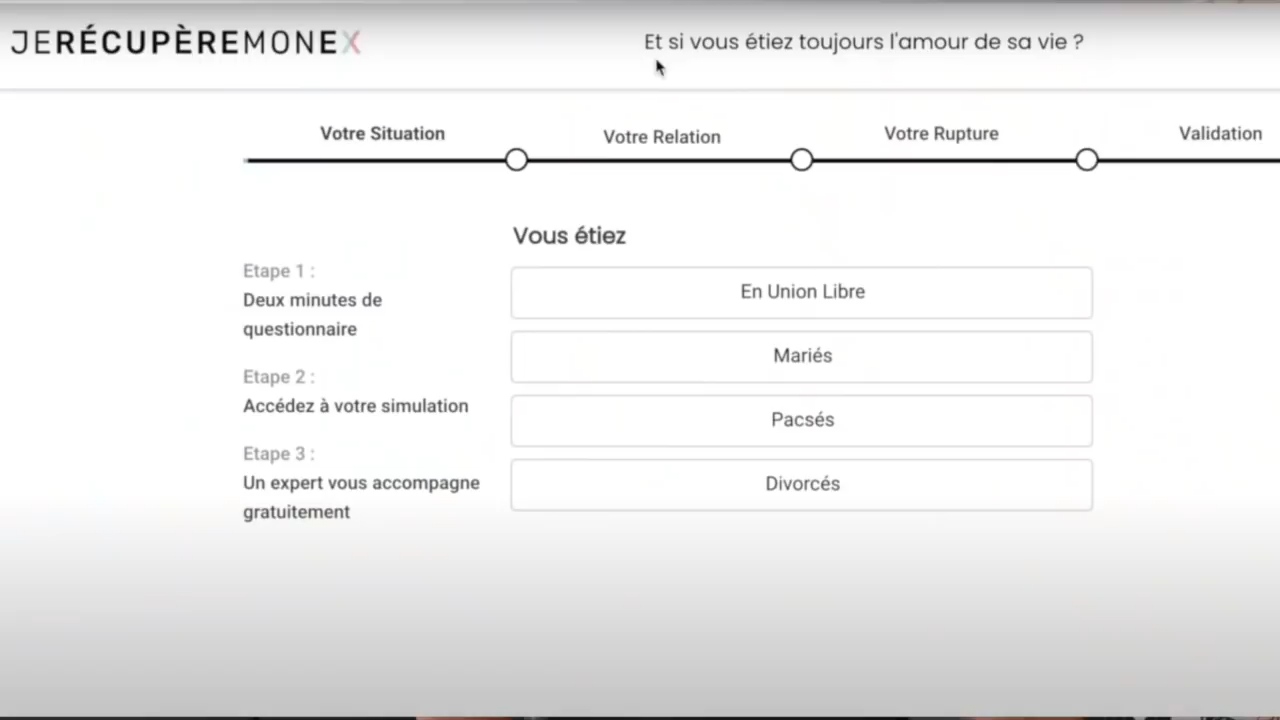 JERÉCUPÈREMONEX
Et si vous étiez toujours l'amour de sa vie ?
Votre Situation
Votre Relation
Votre Rupture
Validation
Vous étiez
Etape 1 :
Deux minutes de
questionnaire
Etape 2 :
Accédez à votre simulation
Etape 3 :
Un expert vous accompagne
gratuitement
En Union Libre
Mariés
Pacsés
Divorcés